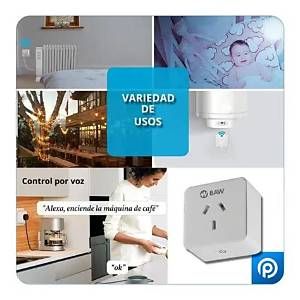 VARIEDAD
DE
USOS
Control por voz
"Alexa, enciende la máquina de café"
BAW
"ok"